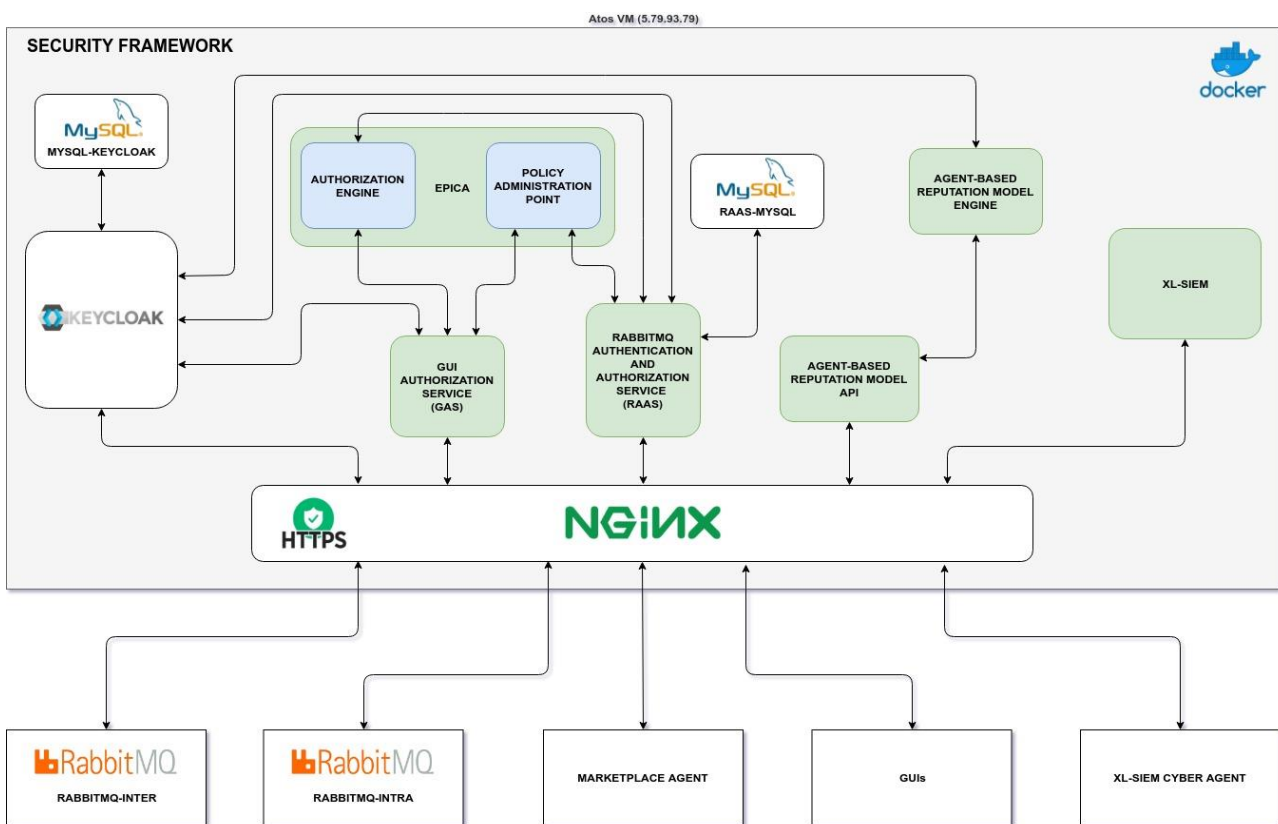 Atos VM (5.79.93.79)
SECURITY FRAMEWORK
docker
MySQL
MYSQL-KEYCLOAK
AUTHORIZATION
ENGINE
EPICA
POLICY
ADMINISTRATION
POINT
MySQL
RAAS-MYSQL
AGENT-BASED
REPUTATION MODEL
ENGINE
XL-SIEM
KEYCLOAK
GUI
AUTHORIZATION
SERVICE
(GAS)
RABBITMQ
AUTHENTICATION
AND
AUTHORIZATION
SERVICE
(RAAS)
AGENT-BASED
REPUTATION MODEL
API
HTTPS
NGINX
RabbitMQ
RABBITMQ-INTER
RabbitMQ
RABBITMQ-INTRA
MARKETPLACE AGENT
GUIs
XL-SIEM CYBER AGENT